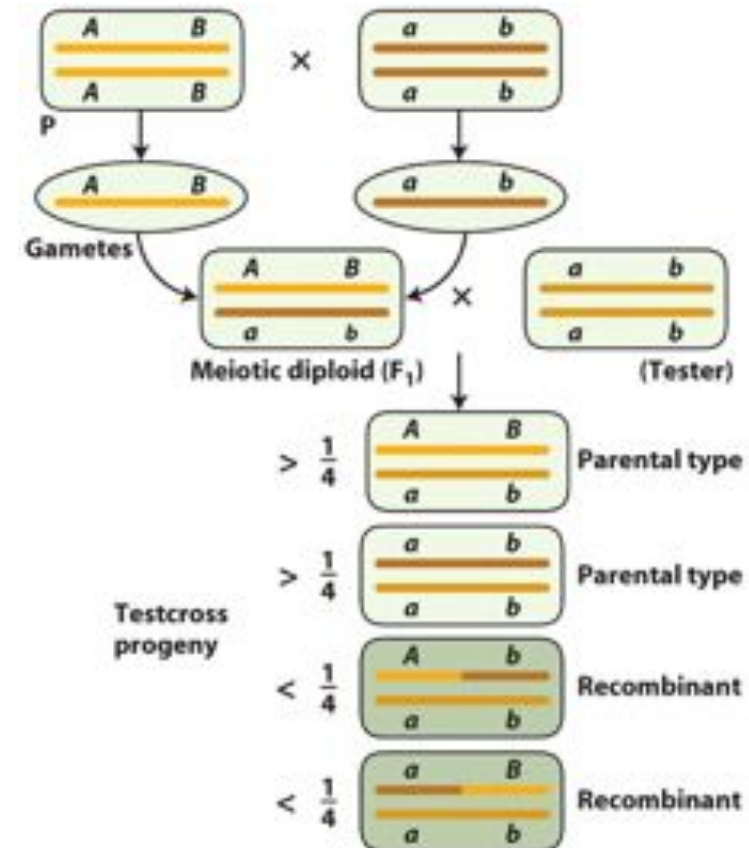 A B a b
×
A B a b
P
A B a b
Gametes
A B a b
×
a b a b
Meiotic diploid (F₁) (Tester)
A B
> 1/4 Parental type
a b
a b
> 1/4 Parental type
a b
Testcross
progeny
A b
< 1/4 Recombinant
a b
a B
< 1/4 Recombinant
a b